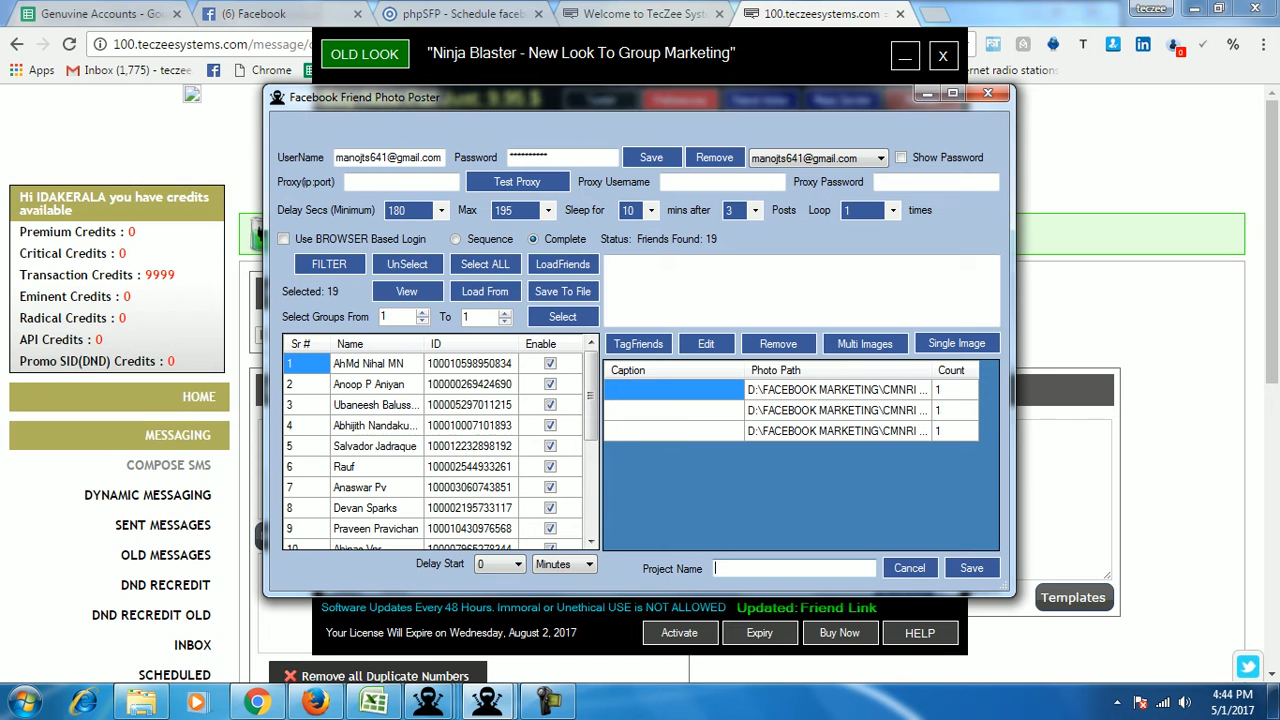 Genuvine Accounts - Goo
(6) Facebook
phpSFP - Schedule faceb
Welcome to TecZee Syste
100.teczeesystems.com
teczee
100.teczeesystems.com/message/c
OLD LOOK
"Ninja Blaster - New Look To Group Marketing"
X
Apps
Inbox (1,775) - teczee
Chrome
ernet radio stations
Facebook Friend Photo Poster
UserName
manojts641@gmail.com
Password
**********
Save
Remove
manojts641@gmail.com
Show Password
Proxy(ip:port)
Test Proxy
Proxy Username
Proxy Password
Delay Secs (Minimum)
180
Max
195
Sleep for
10
mins after
3
Posts
Loop
1
times
Use BROWSER Based Login
Sequence
Complete
Status:
Friends Found: 19
FILTER
UnSelect
Select ALL
LoadFriends
Selected: 19
View
Load From
Save To File
Select Groups From
1
To
1
Select
TagFriends
Edit
Remove
Multi Images
Single Image
Sr #
Name
ID
Enable
1 AhMd Nihal MN 100010598950834
2 Anoop P Aniyan 100000269424690
3 Ubaneesh Baluss... 100005297011215
4 Abhijith Nandaku... 100010007101893
5 Salvador Jadraque 100012232898192
6 Rauf 100002544933261
7 Anaswar Pv 100003060743851
8 Devan Sparks 100002195733117
9 Praveen Pravichan 100010430976568
Caption
Photo Path
Count
D:\FACEBOOK MARKETING\CMNRI ... 1
D:\FACEBOOK MARKETING\CMNRI ... 1
D:\FACEBOOK MARKETING\CMNRI ... 1
Delay Start
0
Minutes
Project Name
Cancel
Save
Software Updates Every 48 Hours. Immoral or Unethical USE is NOT ALLOWED
Updated: Friend Link
Your License Will Expire on Wednesday, August 2, 2017
Activate
Expiry
Buy Now
HELP
Hi IDAKERALA you have credits
available
Premium Credits : 0
Critical Credits : 0
Transaction Credits : 9999
Eminent Credits : 0
Radical Credits : 0
API Credits : 0
Promo SID(DND) Credits : 0
HOME
MESSAGING
COMPOSE SMS
DYNAMIC MESSAGING
SENT MESSAGES
OLD MESSAGES
DND RECREDIT
DND RECREDIT OLD
INBOX
SCHEDULED
Templates
Remove all Duplicate Numbers
4:44 PM
5/1/2017